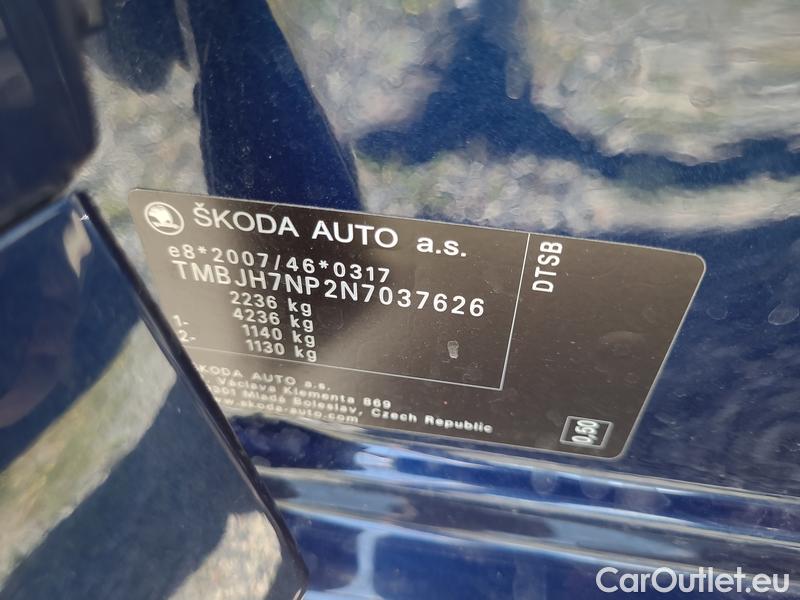 ŠKODA AUTO a.s.
e8*2007/46*0317
TMBJH7NP2N7037626
2236 kg
4236 kg
1- 1140 kg
2- 1130 kg
DTSB
ŠKODA AUTO a.s.
Václava Klementa 869
Mladá Boleslav, Czech Republic
www.skoda-auto.com
0,50
CarOutlet.eu